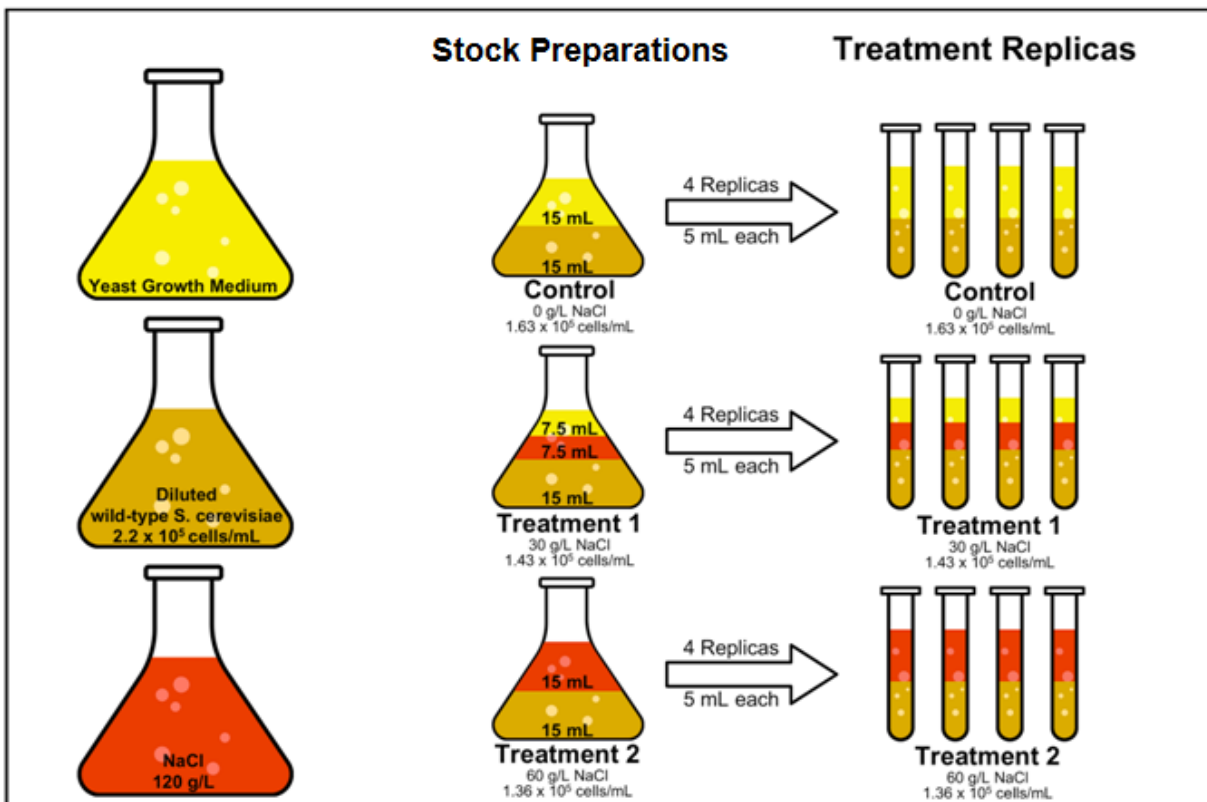 Stock Preparations
Treatment Replicas
Yeast Growth Medium
15 mL
15 mL
Control
0 g/L NaCl
1.63 x 10⁵ cells/mL
4 Replicas
5 mL each
Control
0 g/L NaCl
1.63 x 10⁵ cells/mL
Diluted
wild-type S. cerevisiae
2.2 x 10⁵ cells/mL
7.5 mL
7.5 mL
15 mL
Treatment 1
30 g/L NaCl
1.43 x 10⁵ cells/mL
4 Replicas
5 mL each
Treatment 1
30 g/L NaCl
1.43 x 10⁵ cells/mL
NaCl
120 g/L
15 mL
15 mL
Treatment 2
60 g/L NaCl
1.36 x 10⁵ cells/mL
4 Replicas
5 mL each
Treatment 2
60 g/L NaCl
1.36 x 10⁵ cells/mL